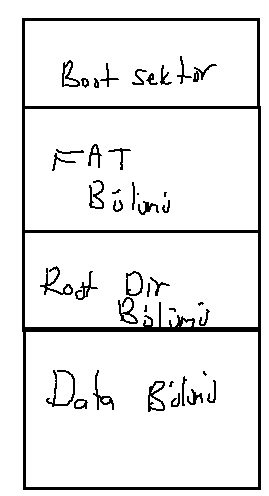 Boot sektör
FAT
Bölümü
Root Dir
Bölümü
Data Bölümü